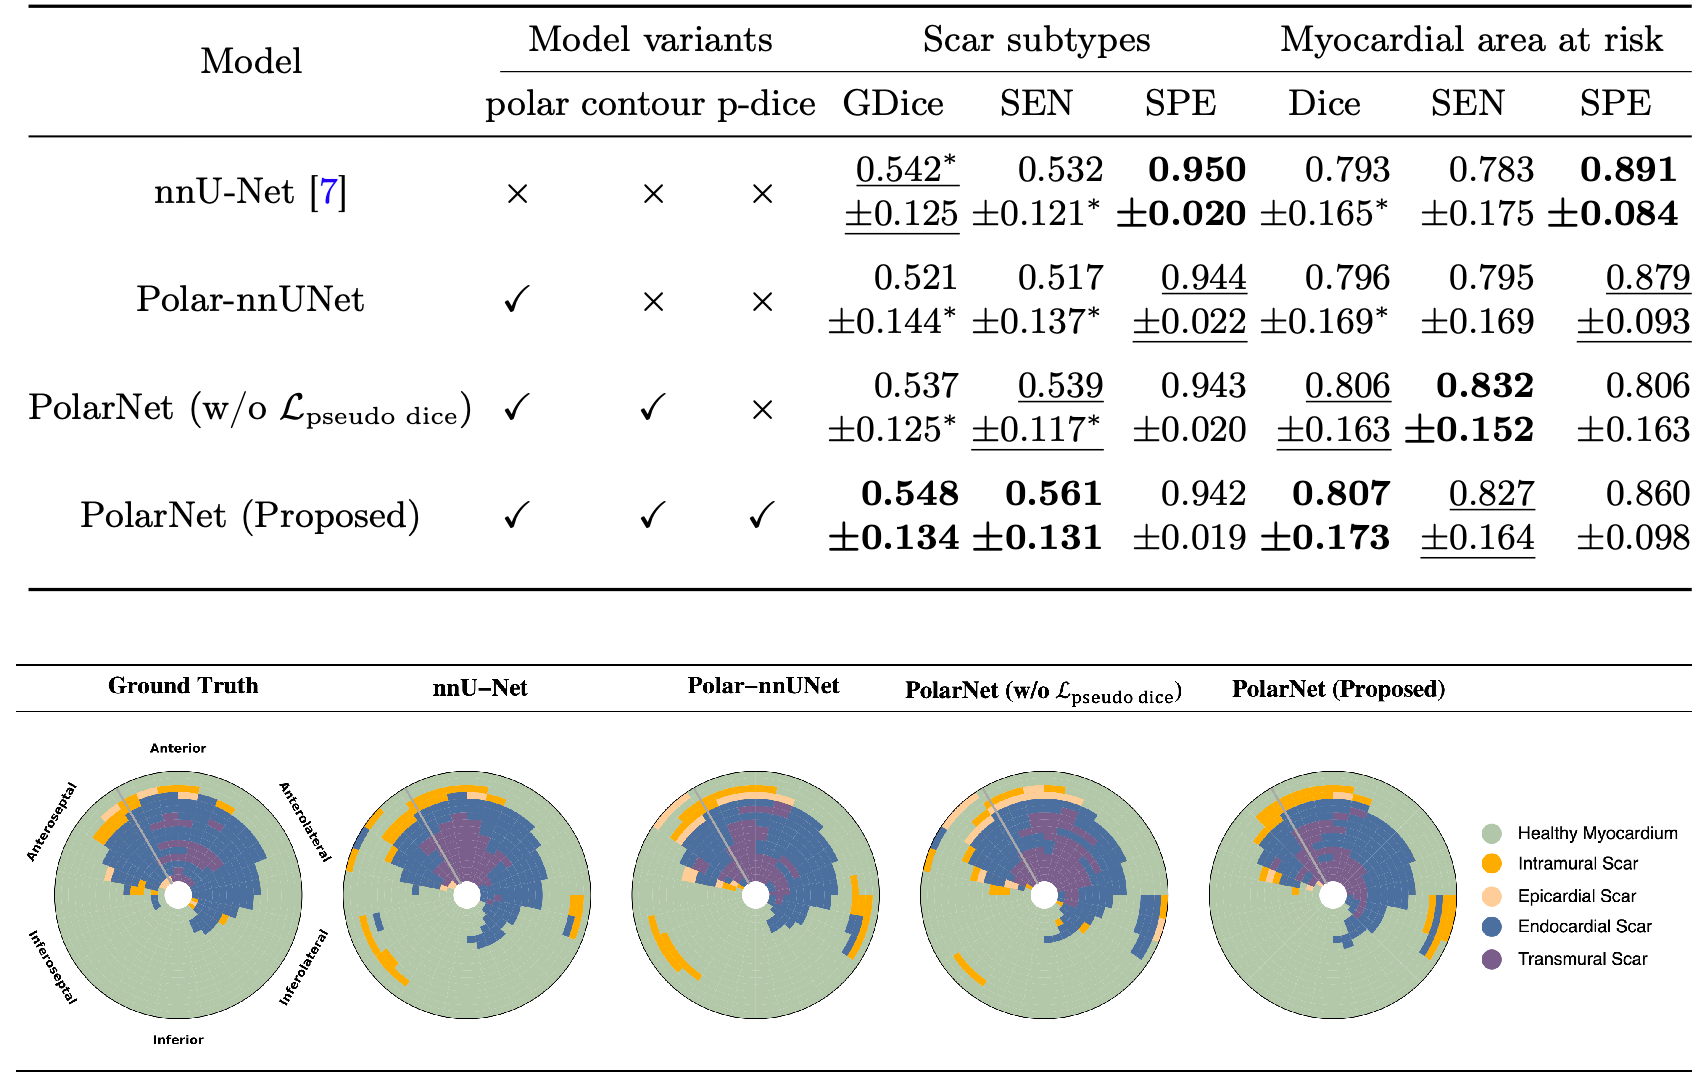 Model Model variants Scar subtypes Myocardial area at risk
polar contour p-dice GDice SEN SPE Dice SEN SPE
nnU-Net [7] × × × 0.542* 0.532 0.950 0.793 0.783 0.891
±0.125 ±0.121* ±0.020 ±0.165* ±0.175 ±0.084
Polar-nnUNet ✓ × × 0.521 0.517 0.944 0.796 0.795 0.879
±0.144* ±0.137* ±0.022 ±0.169* ±0.169 ±0.093
PolarNet (w/o ℒpseudo dice) ✓ ✓ × 0.537 0.539 0.943 0.806 0.832 0.806
±0.125* ±0.117* ±0.020 ±0.163 ±0.152 ±0.163
PolarNet (Proposed) ✓ ✓ ✓ 0.548 0.561 0.942 0.807 0.827 0.860
±0.134 ±0.131 ±0.019 ±0.173 ±0.164 ±0.098
Ground Truth nnU-Net Polar-nnUNet PolarNet (w/o ℒpseudo dice) PolarNet (Proposed)
Anterior
Anteroseptal
Anterolateral
Inferoseptal
Inferolateral
Inferior
Healthy Myocardium
Intramural Scar
Epicardial Scar
Endocardial Scar
Transmural Scar